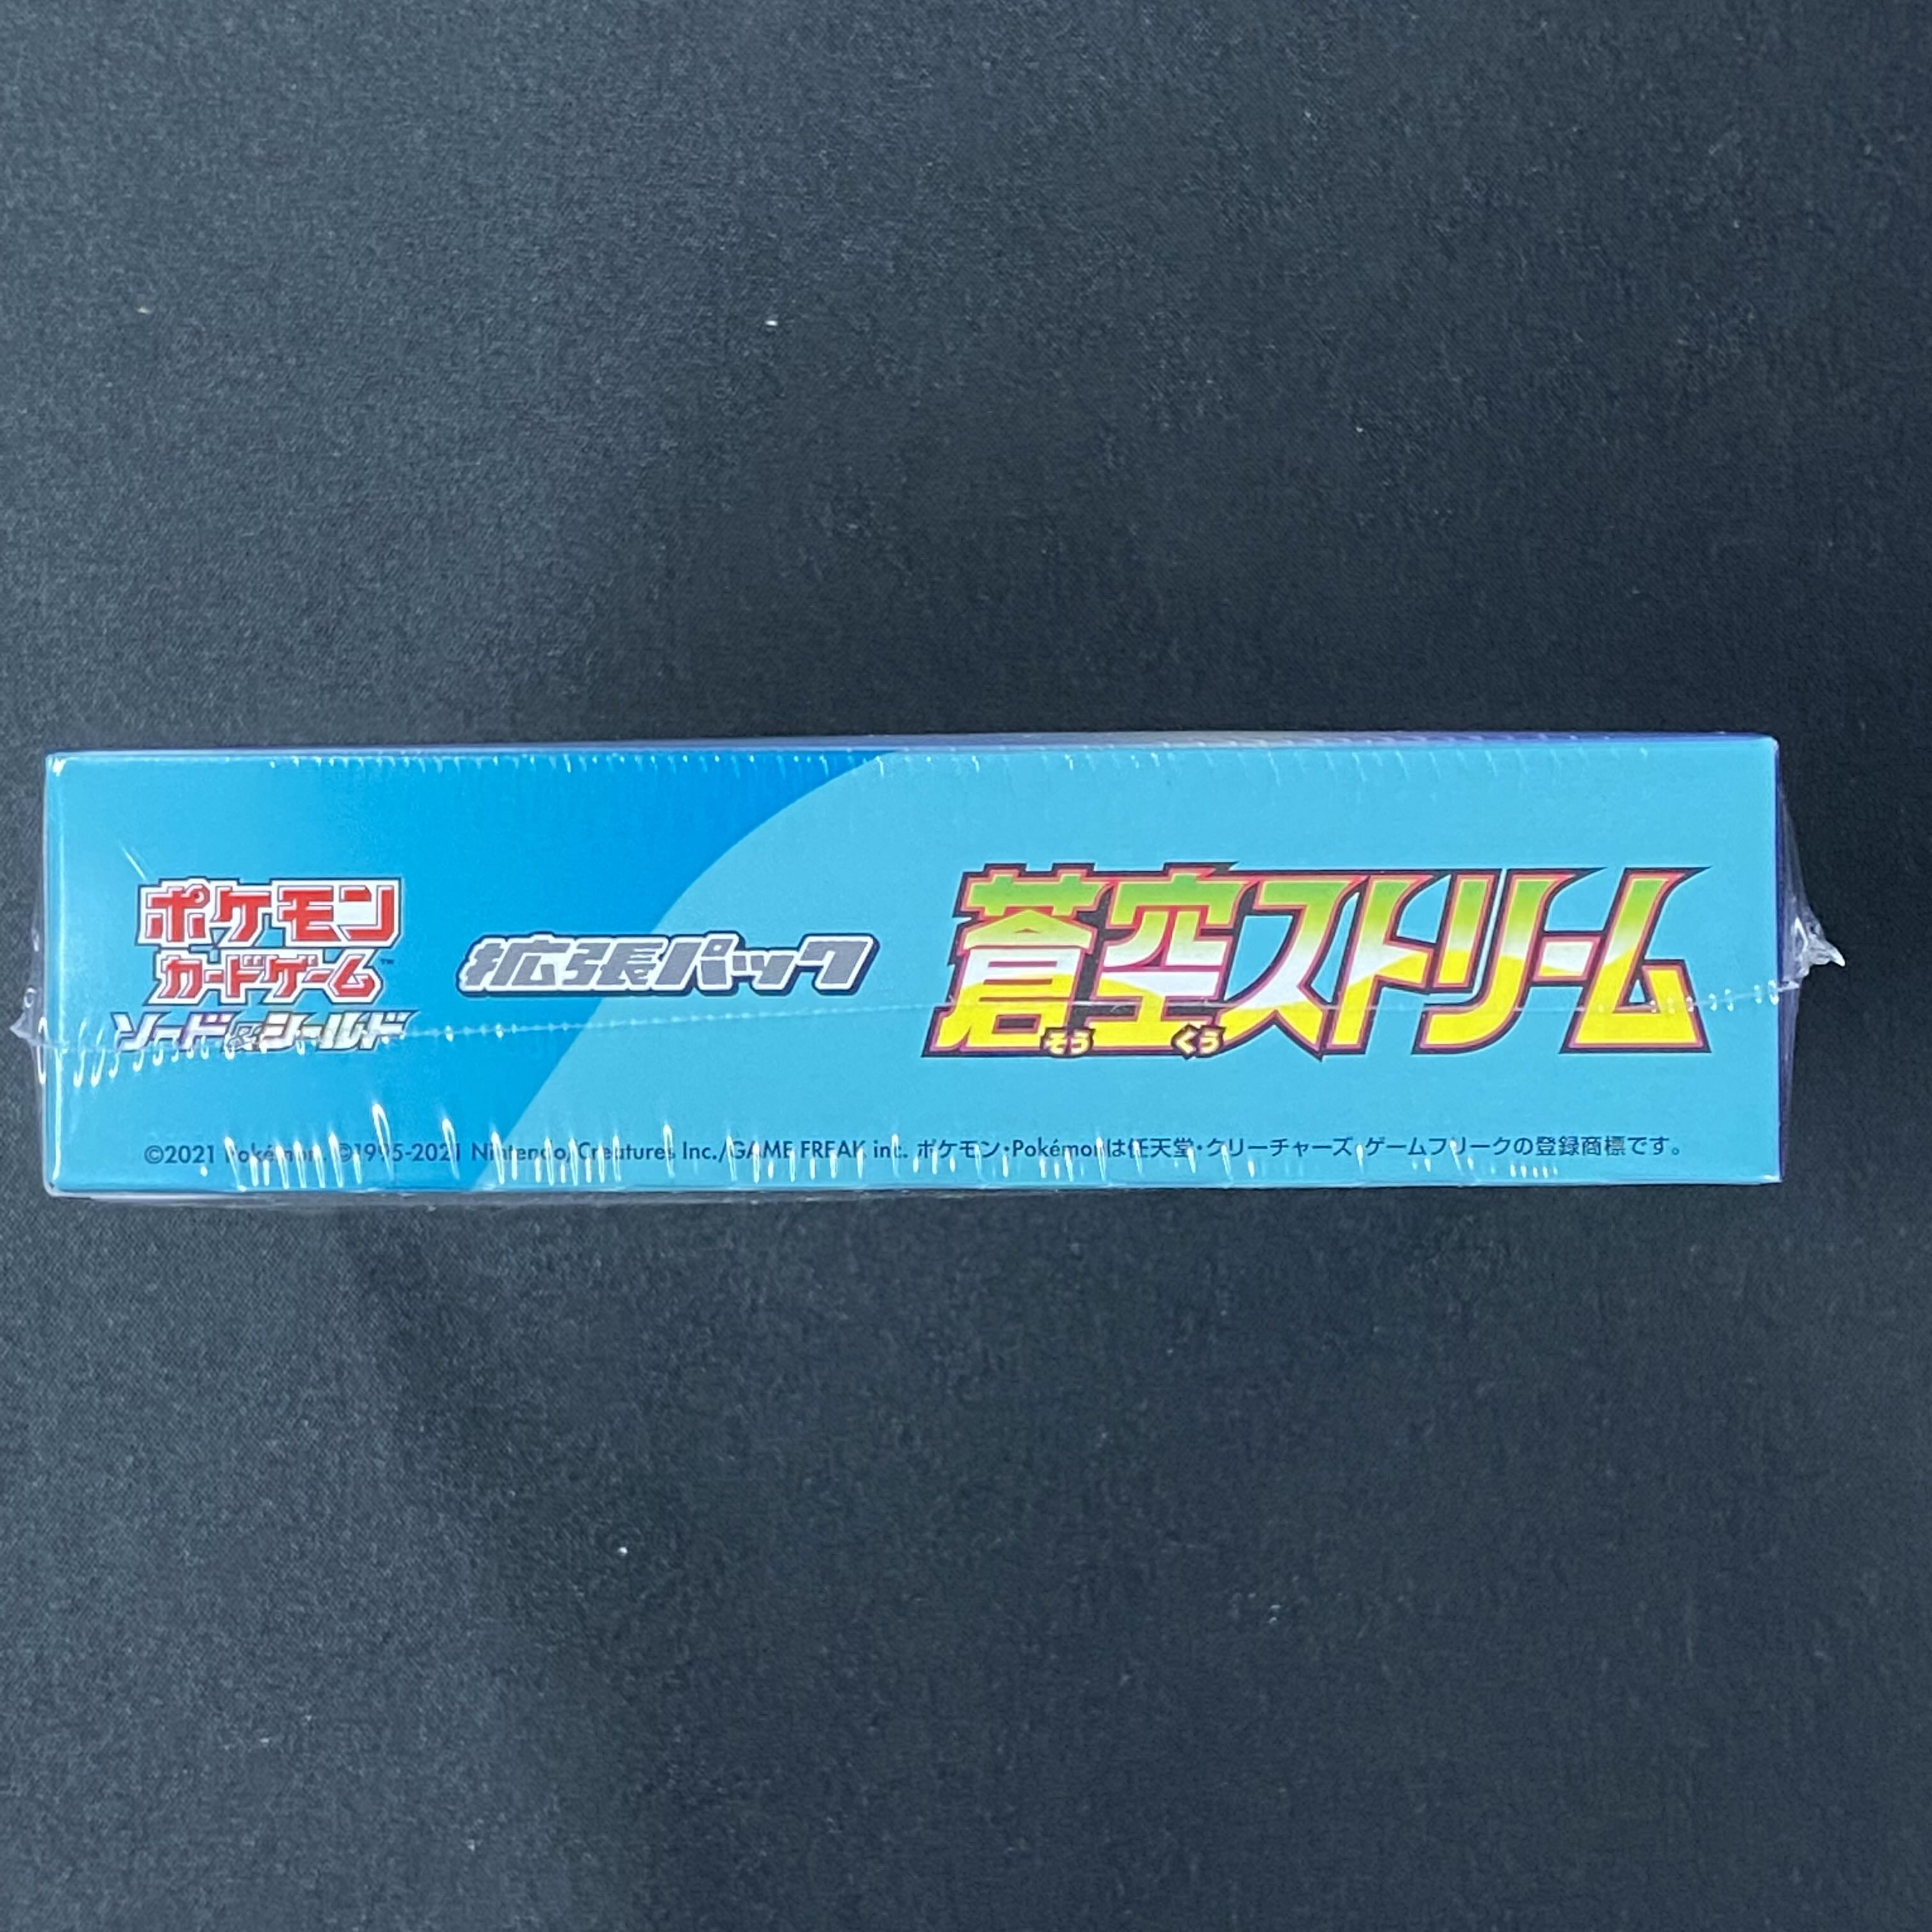 ポケモン
カードゲーム™
ソード&シールド
拡張パック
蒼空ストリーム
そう くう
©2021 Pokémon. ©1995-2021 Nintendo/Creatures Inc./GAME FREAK inc. ポケモン・Pokémonは任天堂・クリーチャーズ・ゲームフリークの登録商標です。